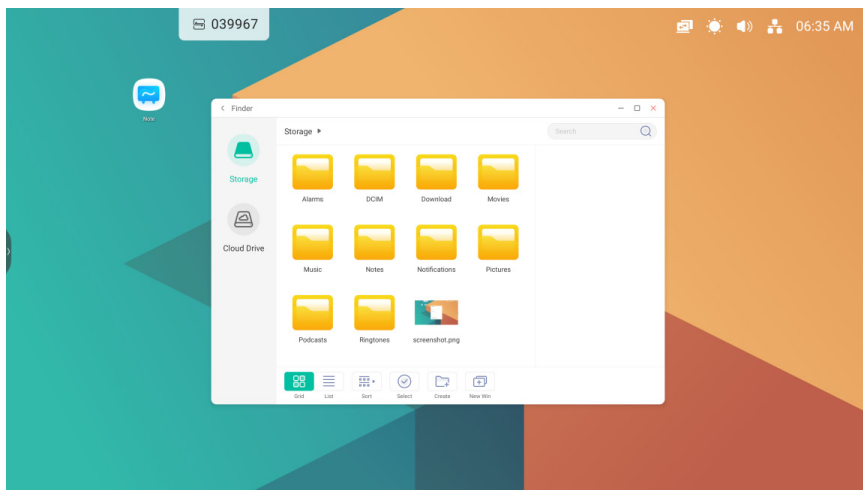 039967
06:35 AM
Note
Finder
Storage
Search
Storage
Cloud Drive
Alarms
DCIM
Download
Movies
Music
Notes
Notifications
Pictures
Podcasts
Ringtones
screenshot.png
Grid
List
Sort
Select
Create
New Win